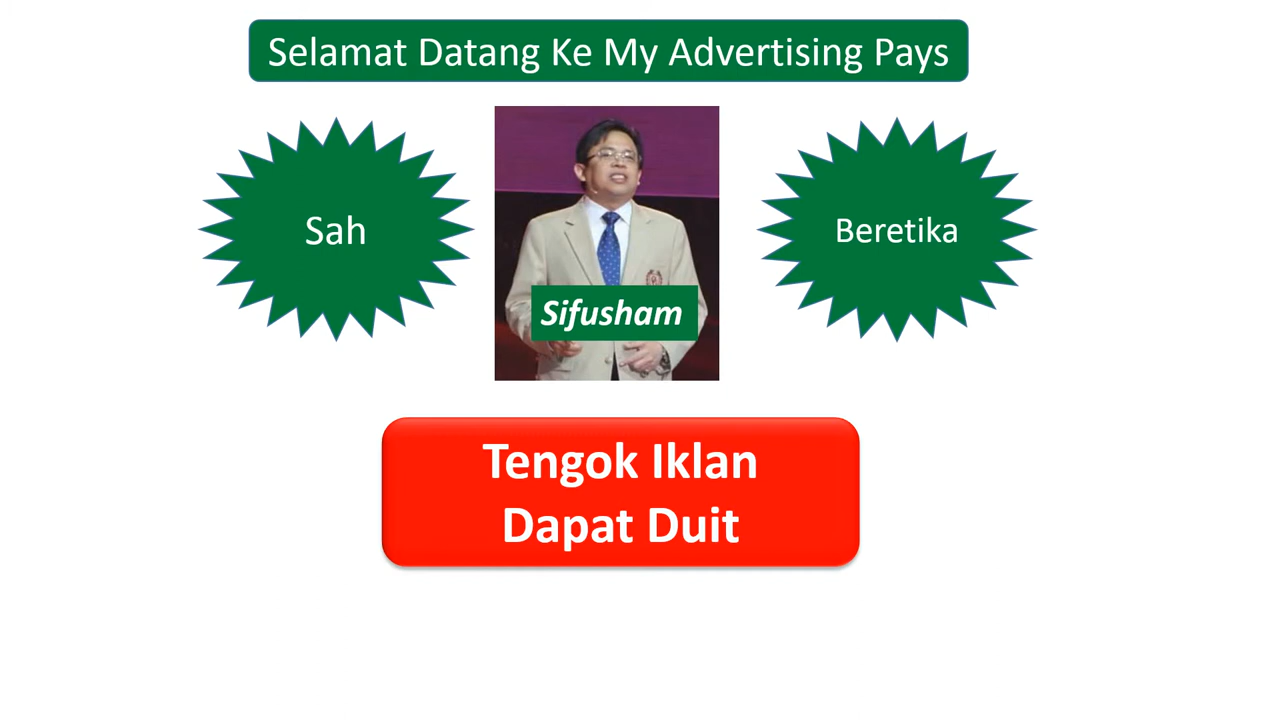 Selamat Datang Ke My Advertising Pays
Sah
Sifusham
Beretika
Tengok Iklan
Dapat Duit